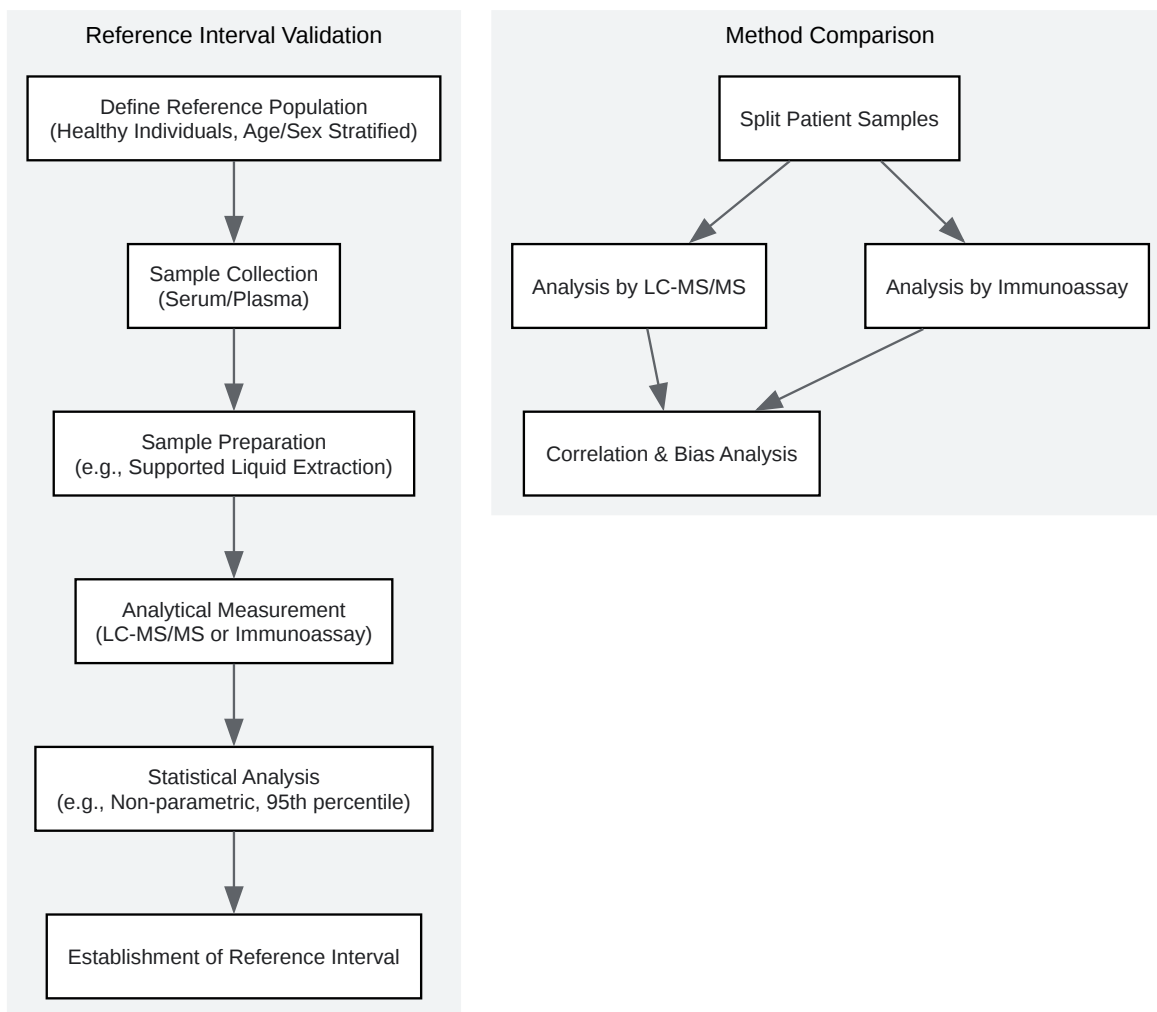 Reference Interval Validation
Define Reference Population
(Healthy Individuals, Age/Sex Stratified)
Sample Collection
(Serum/Plasma)
Sample Preparation
(e.g., Supported Liquid Extraction)
Analytical Measurement
(LC-MS/MS or Immunoassay)
Statistical Analysis
(e.g., Non-parametric, 95th percentile)
Establishment of Reference Interval
Method Comparison
Split Patient Samples
Analysis by LC-MS/MS
Analysis by Immunoassay
Correlation & Bias Analysis